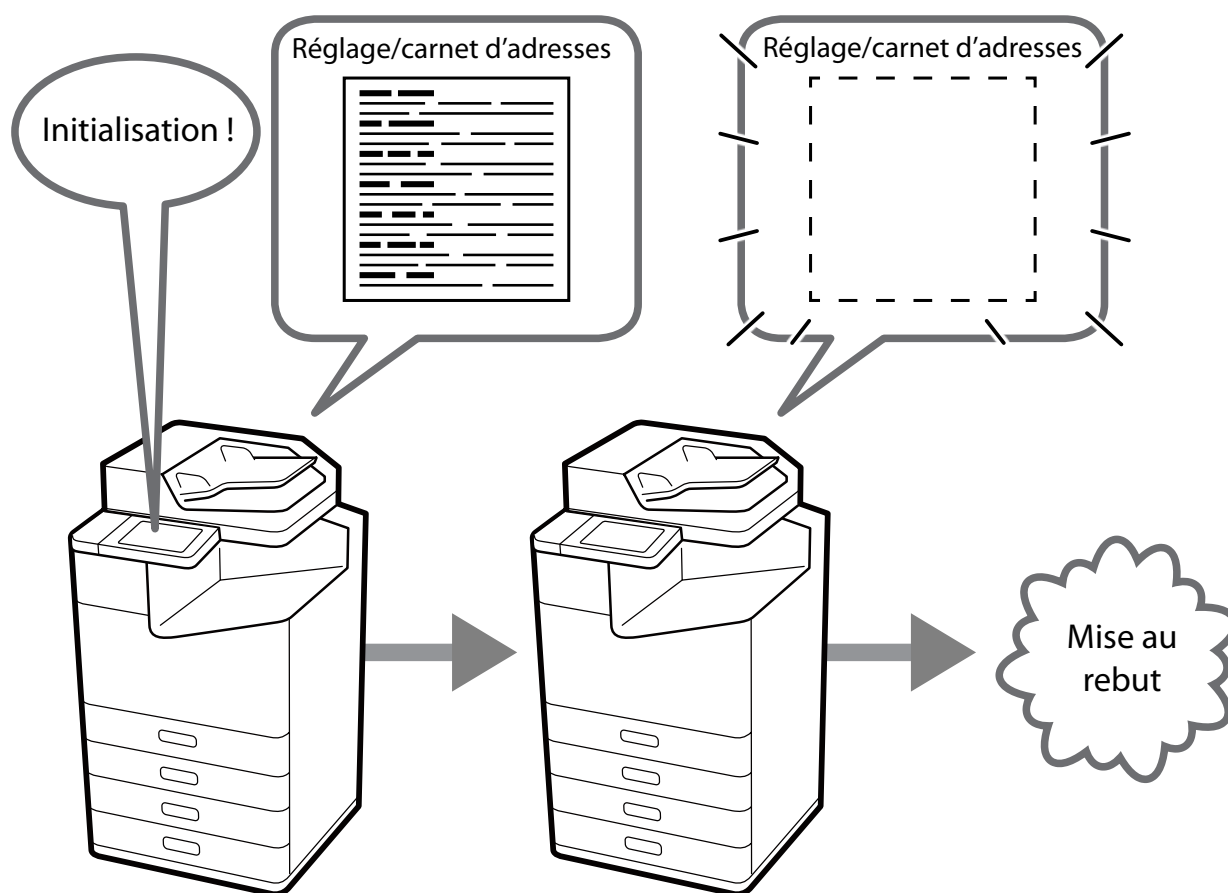 Initialisation !
Réglage/carnet d’adresses
Réglage/carnet d’adresses
Mise au
rebut